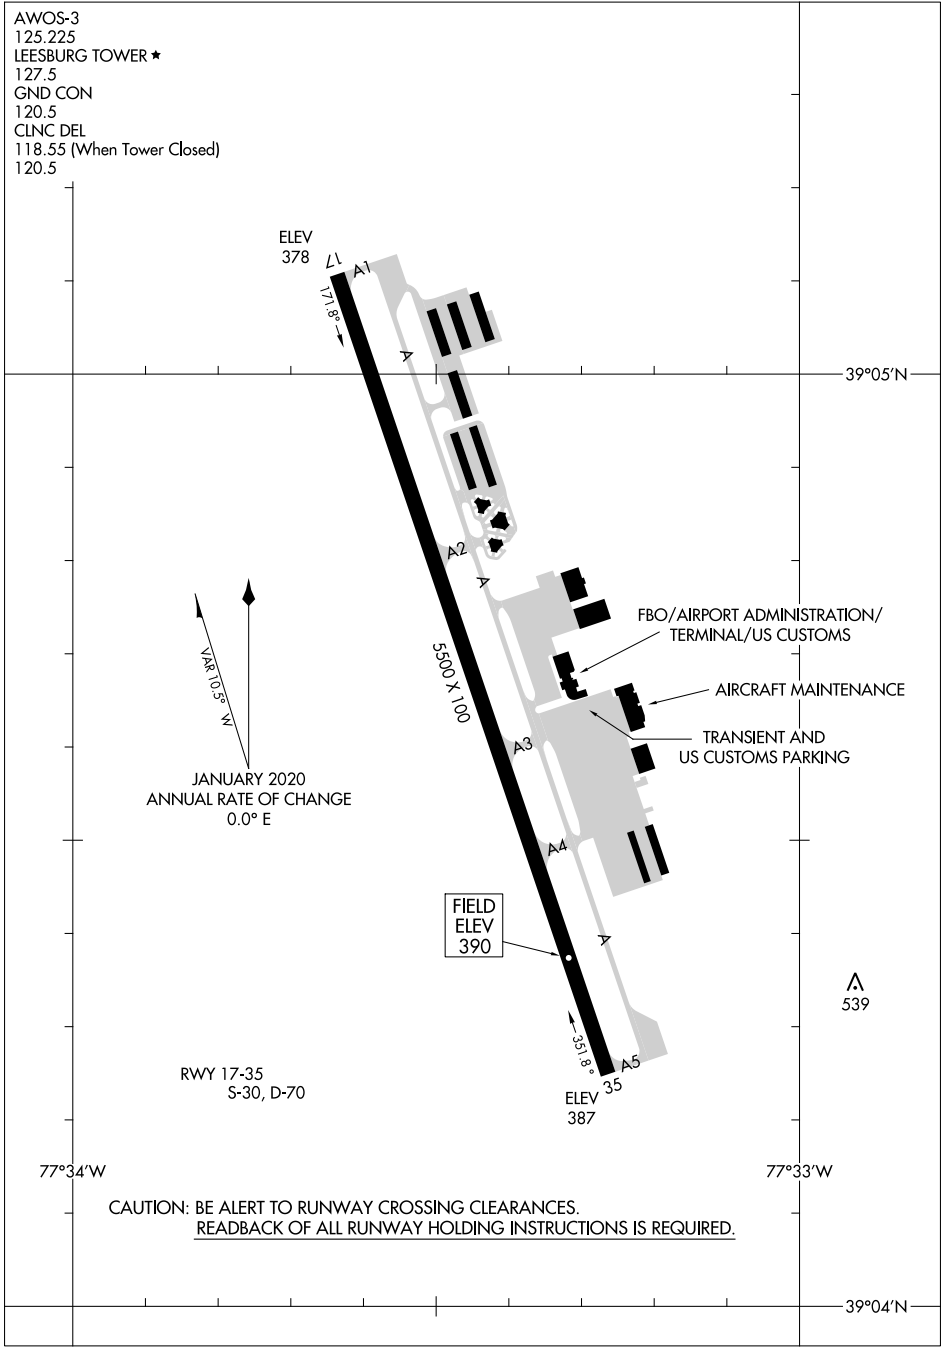 AWOS-3
125.225
LEESBURG TOWER ★
127.5
GND CON
120.5
CLNC DEL
118.55 (When Tower Closed)
120.5
ELEV
378
17
A1
171.8°
A
39°05'N
A2
A
FBO/AIRPORT ADMINISTRATION/
TERMINAL/US CUSTOMS
VAR 10.5° W
5500 X 100
AIRCRAFT MAINTENANCE
TRANSIENT AND
US CUSTOMS PARKING
A3
JANUARY 2020
ANNUAL RATE OF CHANGE
0.0° E
A4
FIELD
ELEV
390
A
539
351.8°
A5
35
RWY 17-35
S-30, D-70
ELEV
387
77°34'W
77°33'W
CAUTION: BE ALERT TO RUNWAY CROSSING CLEARANCES.
READBACK OF ALL RUNWAY HOLDING INSTRUCTIONS IS REQUIRED.
39°04'N